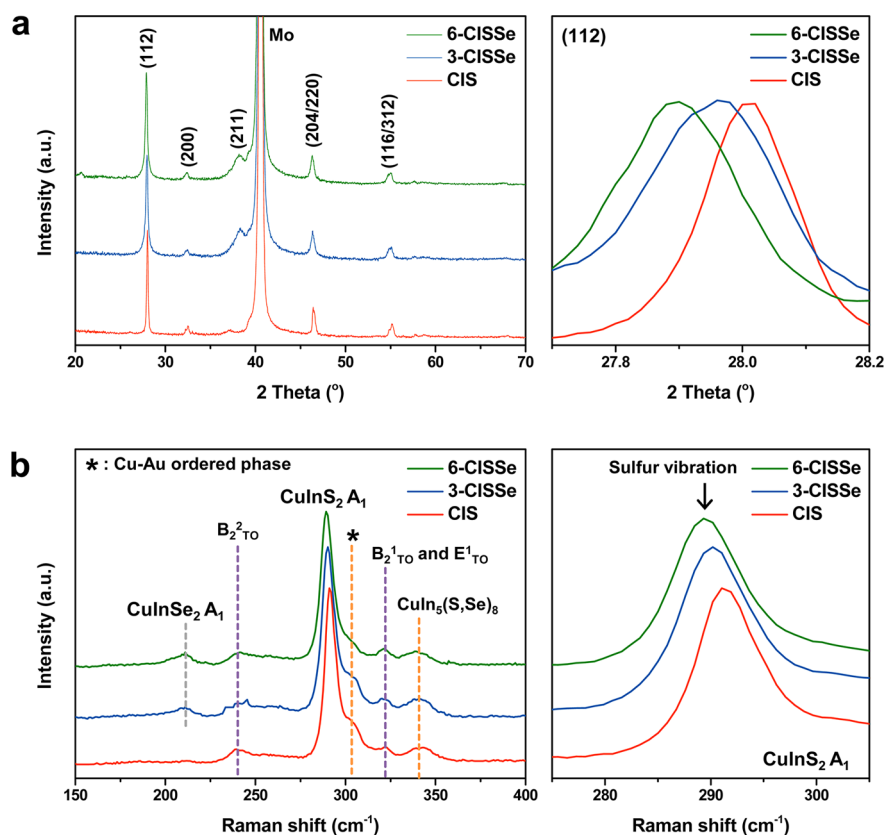 a
Mo
6-CISSe
3-CISSe
CIS
(112)
(200)
(211)
(204/220)
(116/312)
Intensity (a.u.)
20 30 40 50 60 70
2 Theta (°)
(112)
6-CISSe
3-CISSe
CIS
27.8 28.0 28.2
2 Theta (°)
b
* : Cu-Au ordered phase
6-CISSe
3-CISSe
CIS
CuInS₂ A₁
B₂²TO
*
B₂¹TO and E¹TO
CuInSe₂ A₁
CuIn₅(S,Se)₈
Intensity (a.u.)
150 200 250 300 350 400
Raman shift (cm⁻¹)
Sulfur vibration
6-CISSe
3-CISSe
CIS
CuInS₂ A₁
280 290 300
Raman shift (cm⁻¹)